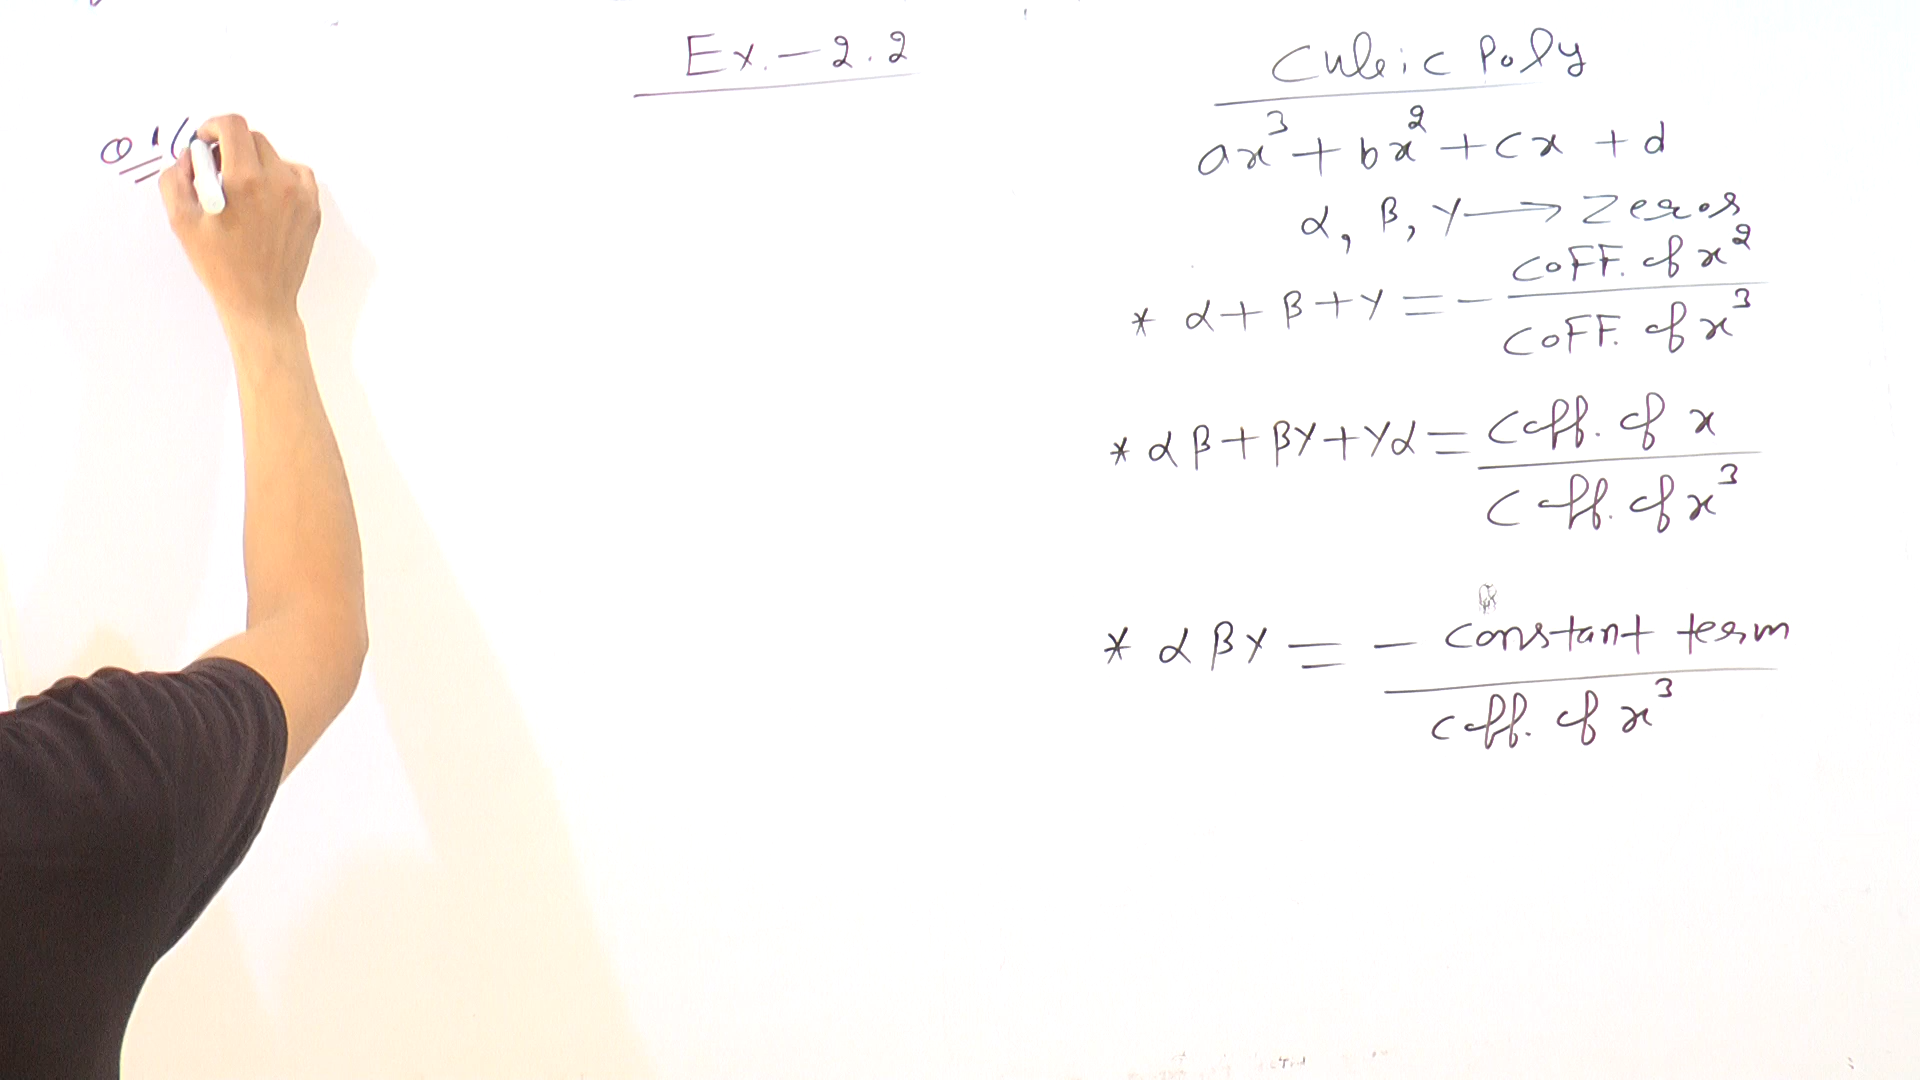 Ex. - 2.2
Q1(
Cubic Poly
ax³ + bx² + cx + d
α, β, γ → Zeros
* α + β + γ = - Coff. of x² / Coff. of x³
* αβ + βγ + γα = Coff. of x / Coff. of x³
* αβγ = - Constant term / Coff. of x³